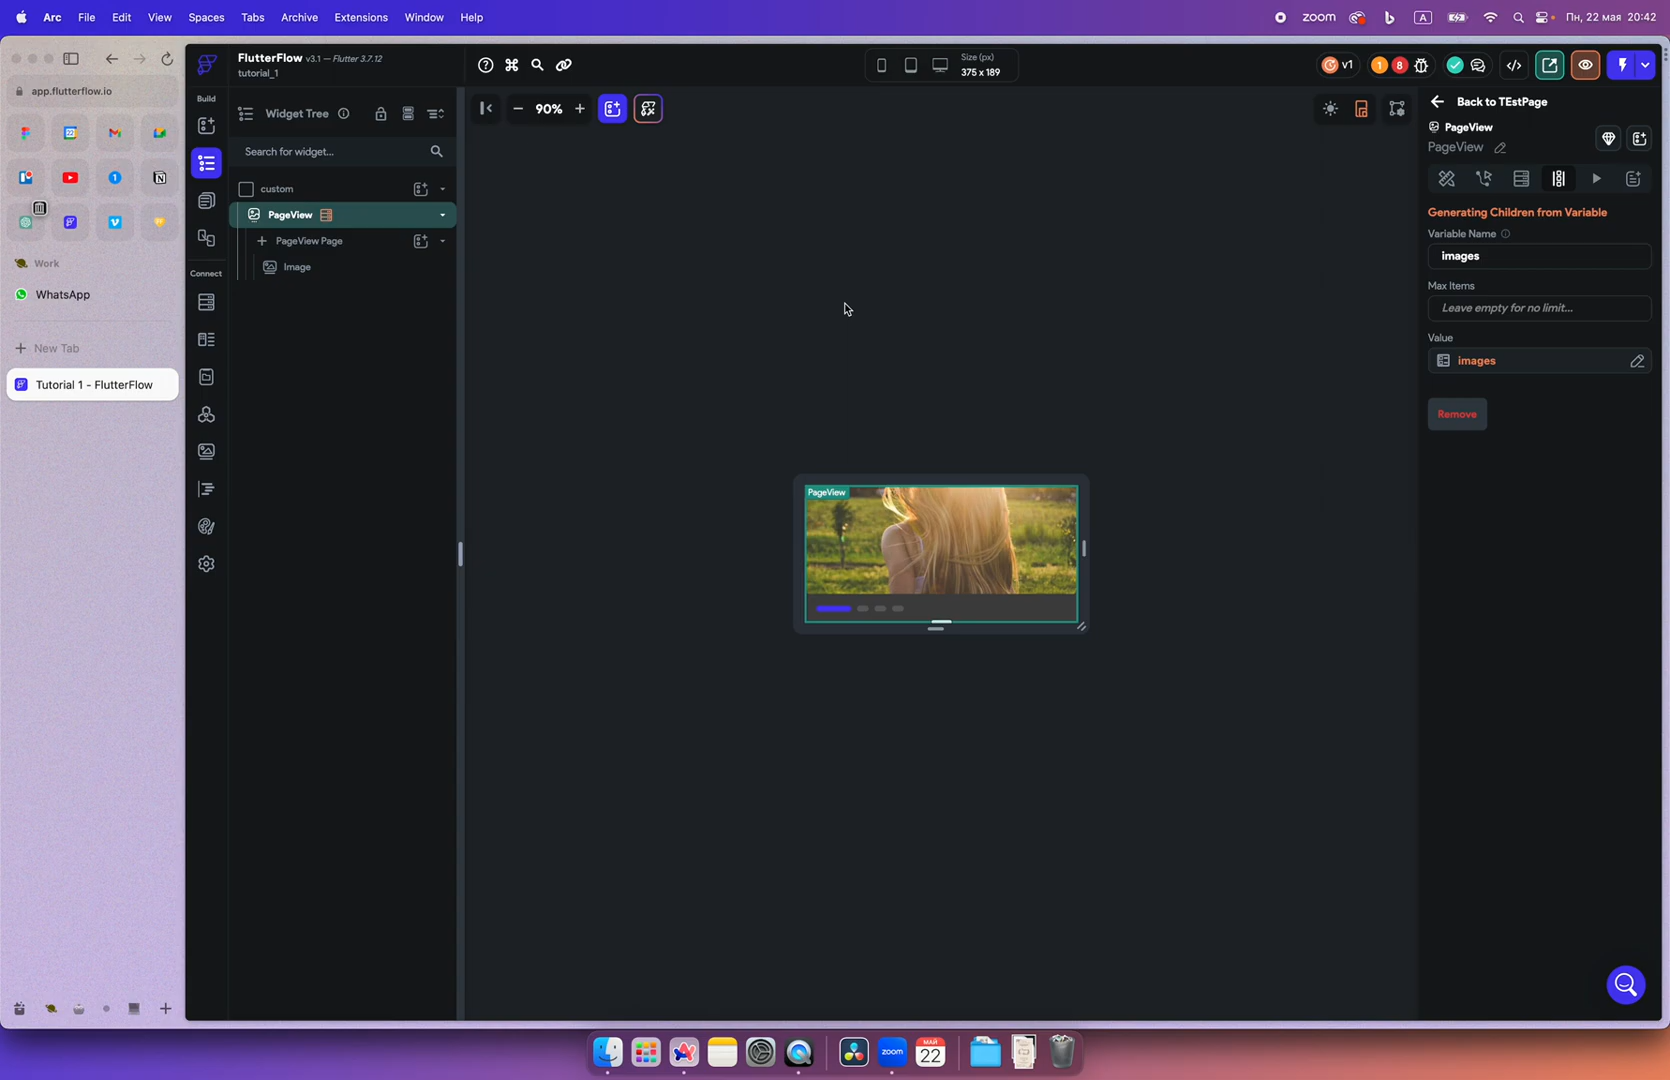 Arc File Edit View Spaces Tabs Archive Extensions Window Help
zoom A Пн, 22 мая 20:42
FlutterFlow v3.1 — Flutter 3.7.12
tutorial_1
Size (px)
375 x 189
v1 1 8
app.flutterflow.io
Build
Widget Tree
90%
Back to TEstPage
PageView
PageView
Search for widget...
custom
PageView
PageView Page
Image
Generating Children from Variable
Variable Name
images
Max Items
Leave empty for no limit...
Value
images
Remove
Connect
Work
WhatsApp
New Tab
Tutorial 1 - FlutterFlow
PageView
zoom
МАЙ
22